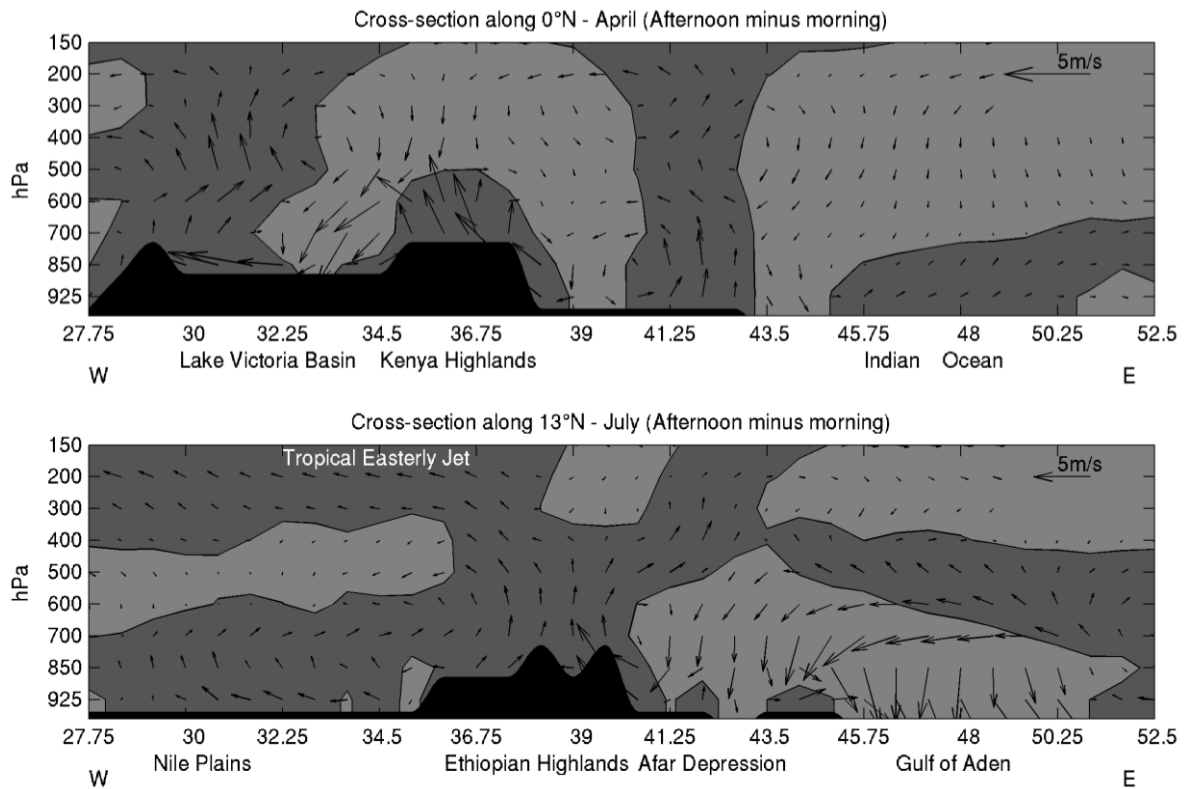 Cross-section along 0°N - April (Afternoon minus morning)
150
200
300
400
500
600
700
850
925
hPa
5m/s
27.75 30 32.25 34.5 36.75 39 41.25 43.5 45.75 48 50.25 52.5
Lake Victoria Basin Kenya Highlands Indian Ocean
W E
Cross-section along 13°N - July (Afternoon minus morning)
150
200
300
400
500
600
700
850
925
hPa
Tropical Easterly Jet
5m/s
27.75 30 32.25 34.5 36.75 39 41.25 43.5 45.75 48 50.25 52.5
Nile Plains Ethiopian Highlands Afar Depression Gulf of Aden
W E